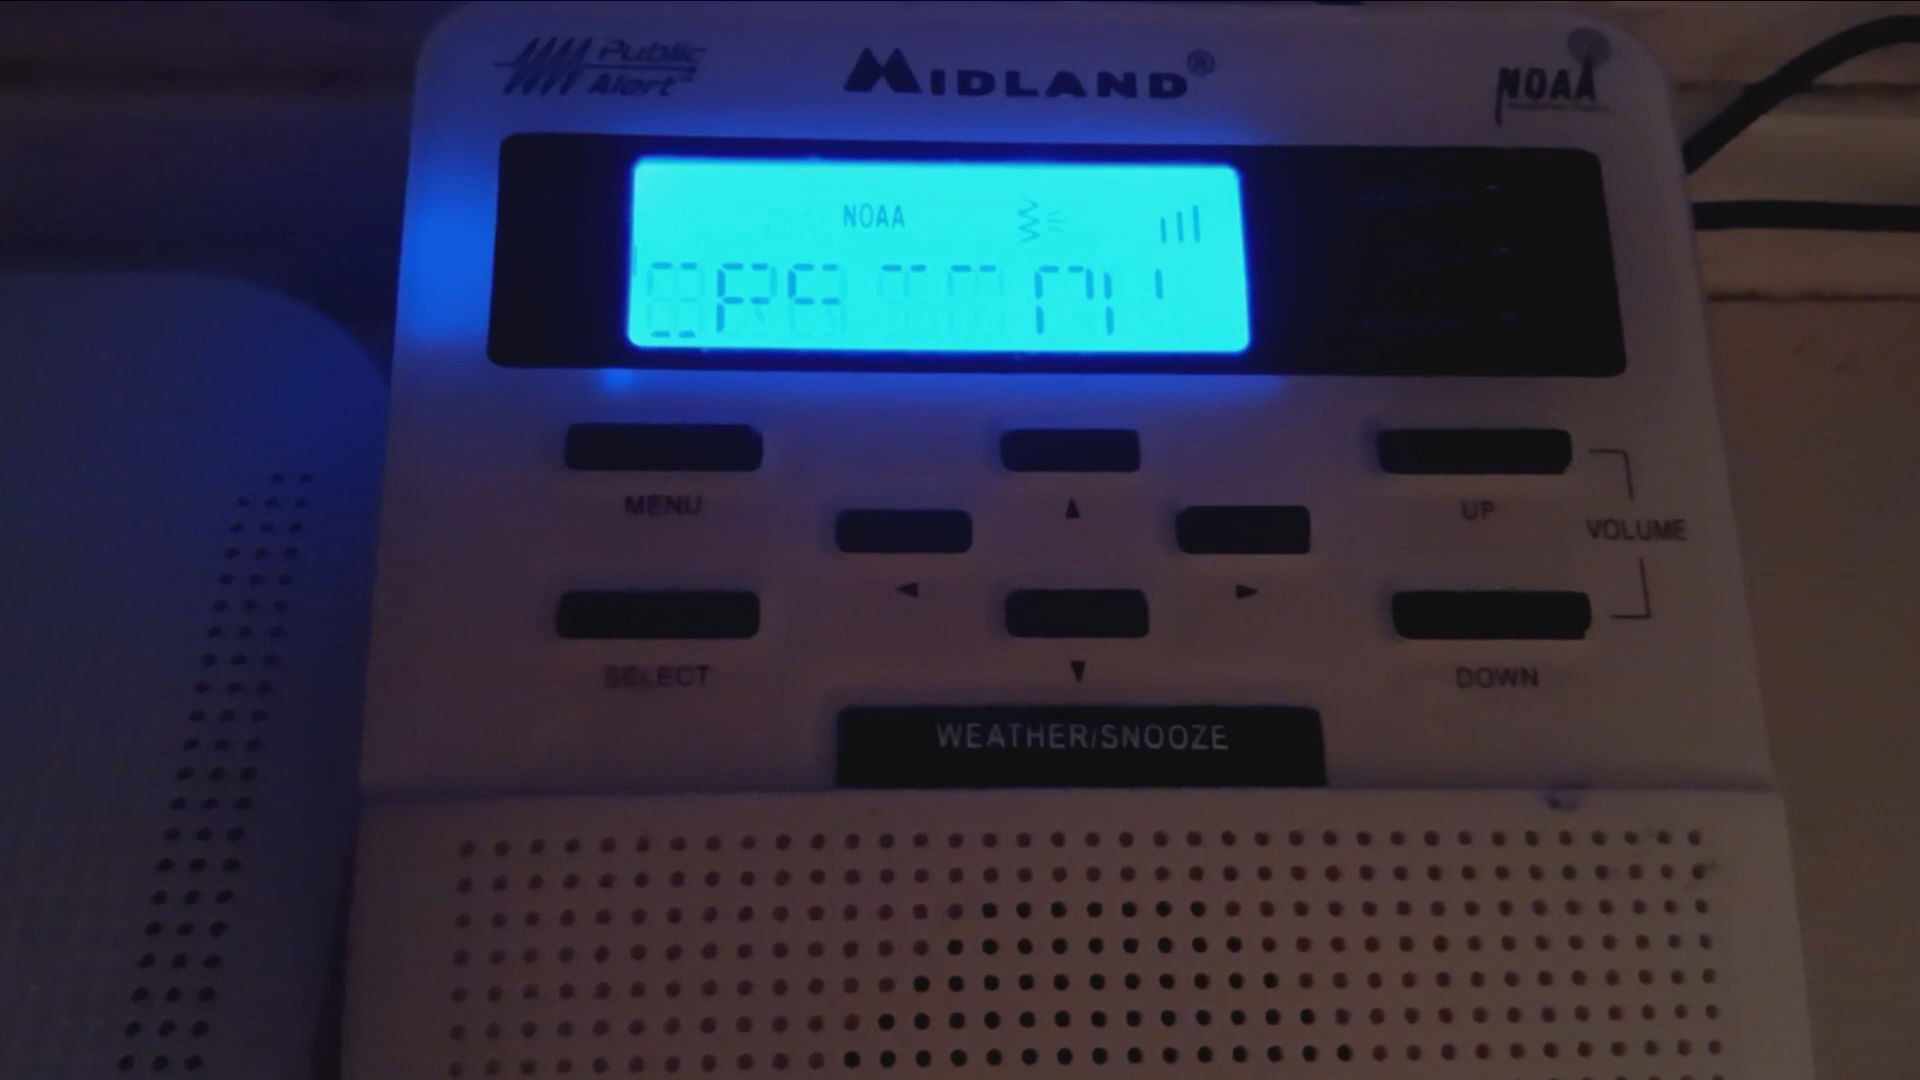 Public
Alert
MIDLAND®
NOAA
NOAA
MENU
UP
VOLUME
SELECT
DOWN
WEATHER/SNOOZE